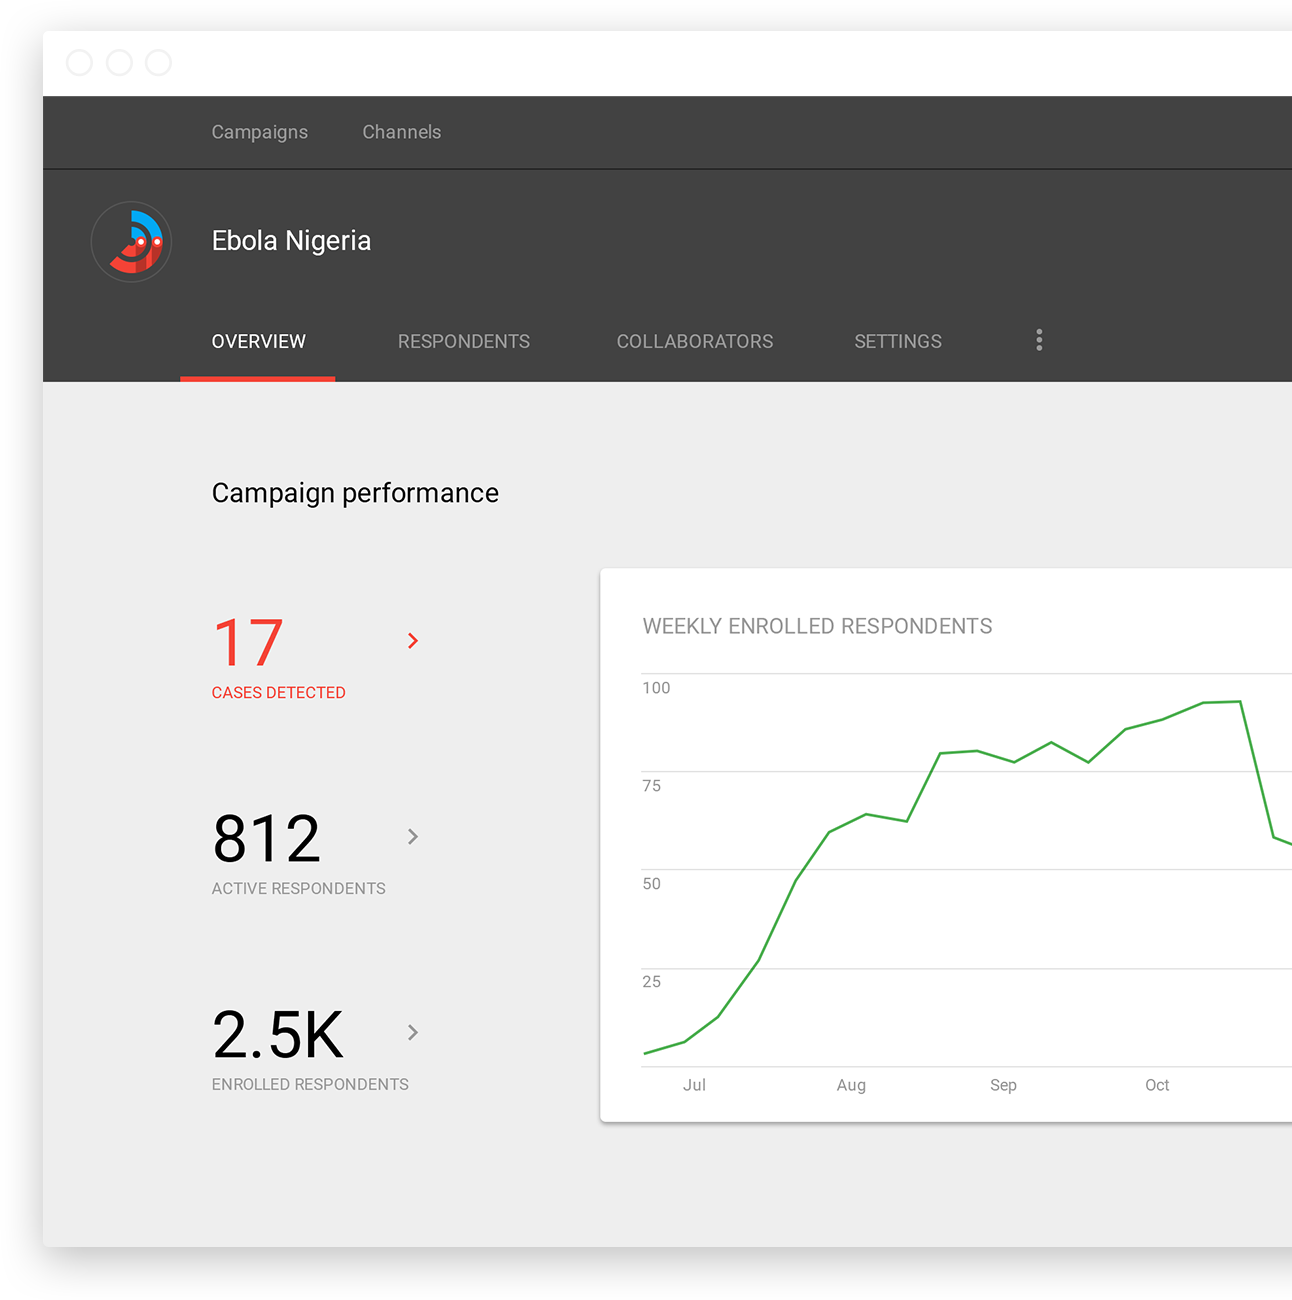 Campaigns Channels
Ebola Nigeria
OVERVIEW RESPONDENTS COLLABORATORS SETTINGS
Campaign performance
17
CASES DETECTED
812
ACTIVE RESPONDENTS
2.5K
ENROLLED RESPONDENTS
WEEKLY ENROLLED RESPONDENTS
100
75
50
25
Jul Aug Sep Oct